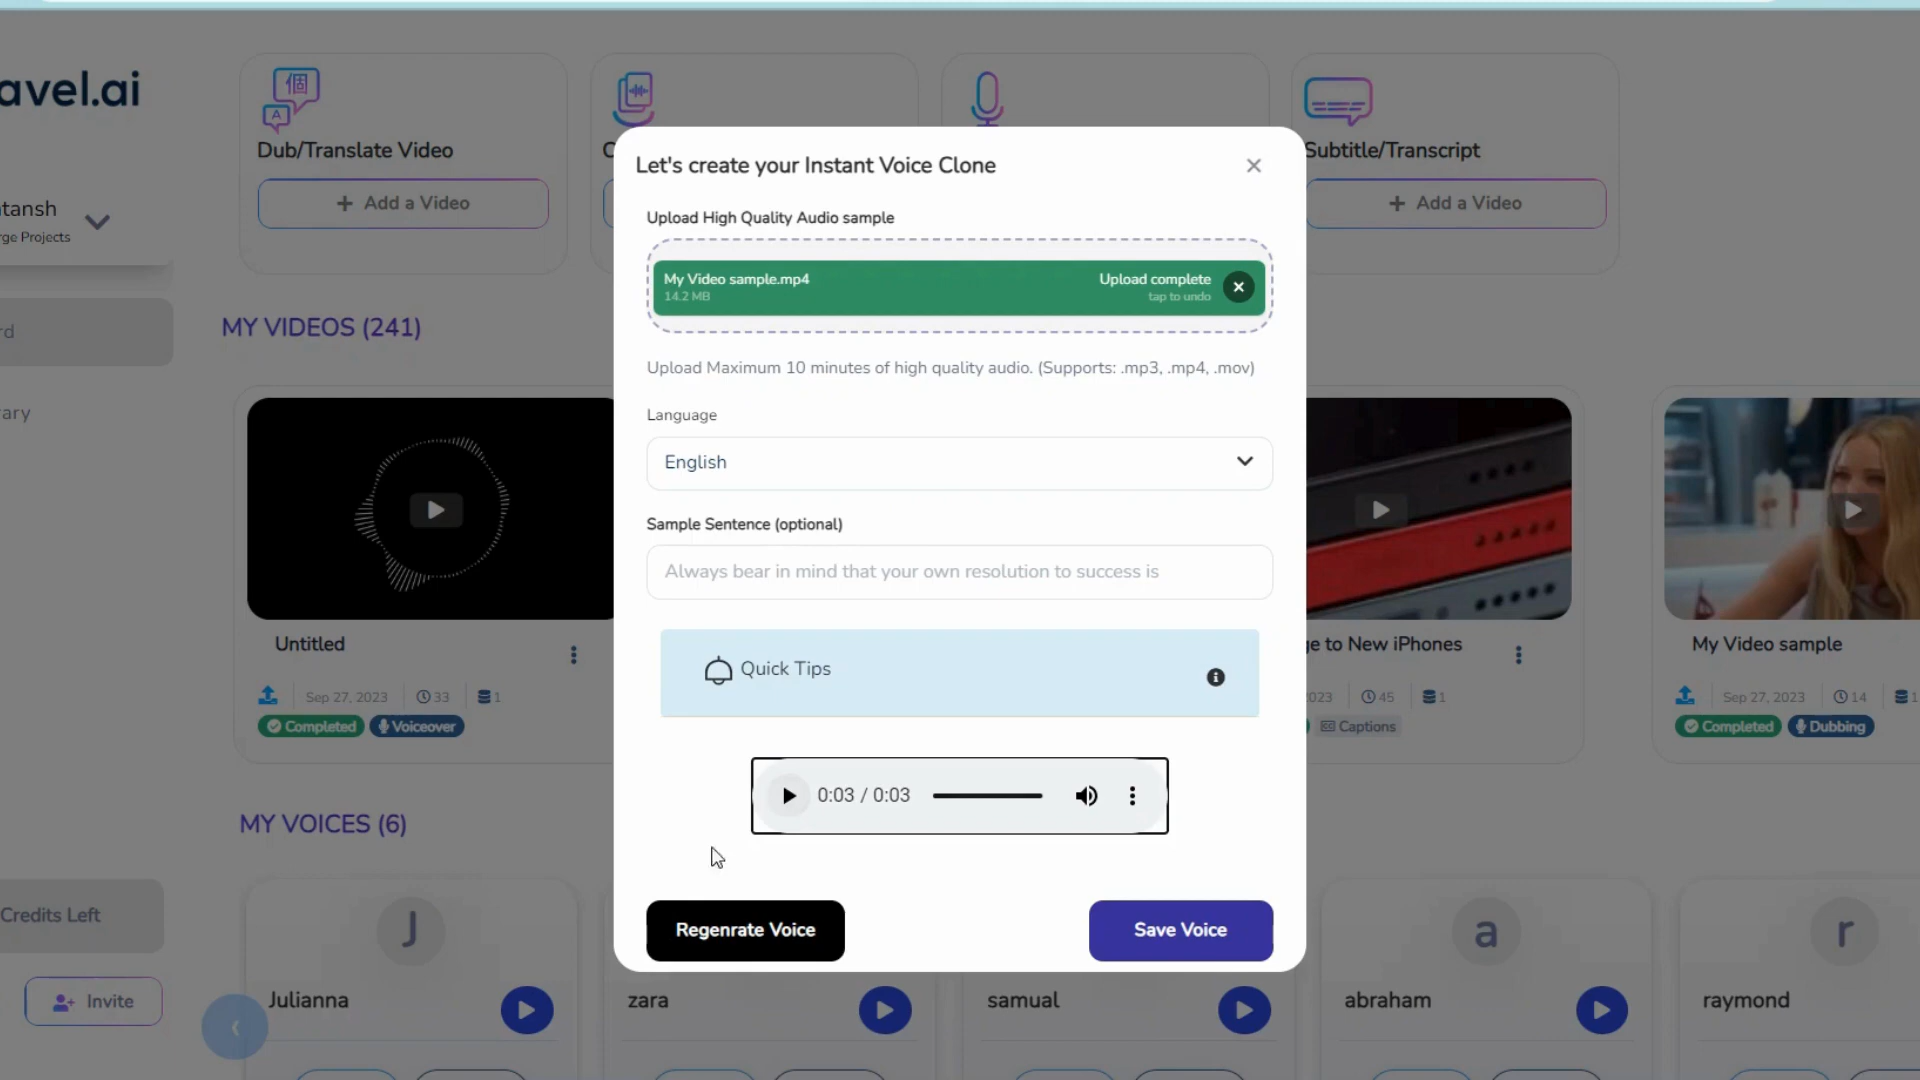 avel.ai
個
A
Dub/Translate Video
+ Add a Video
Subtitle/Transcript
+ Add a Video
tansh
rge Projects
rd
rary
Let's create your Instant Voice Clone
Upload High Quality Audio sample
My Video sample.mp4
14.2 MB
Upload complete
tap to undo
Upload Maximum 10 minutes of high quality audio. (Supports: .mp3, .mp4, .mov)
Language
English
Sample Sentence (optional)
Always bear in mind that your own resolution to success is
Quick Tips
0:03 / 0:03
Regenrate Voice
Save Voice
MY VIDEOS (241)
Untitled
Sep 27, 2023
33
1
Completed
Voiceover
ge to New iPhones
2023
45
1
Captions
My Video sample
Sep 27, 2023
14
1
Completed
Dubbing
MY VOICES (6)
Credits Left
Invite
J
Julianna
zara
samual
a
abraham
r
raymond